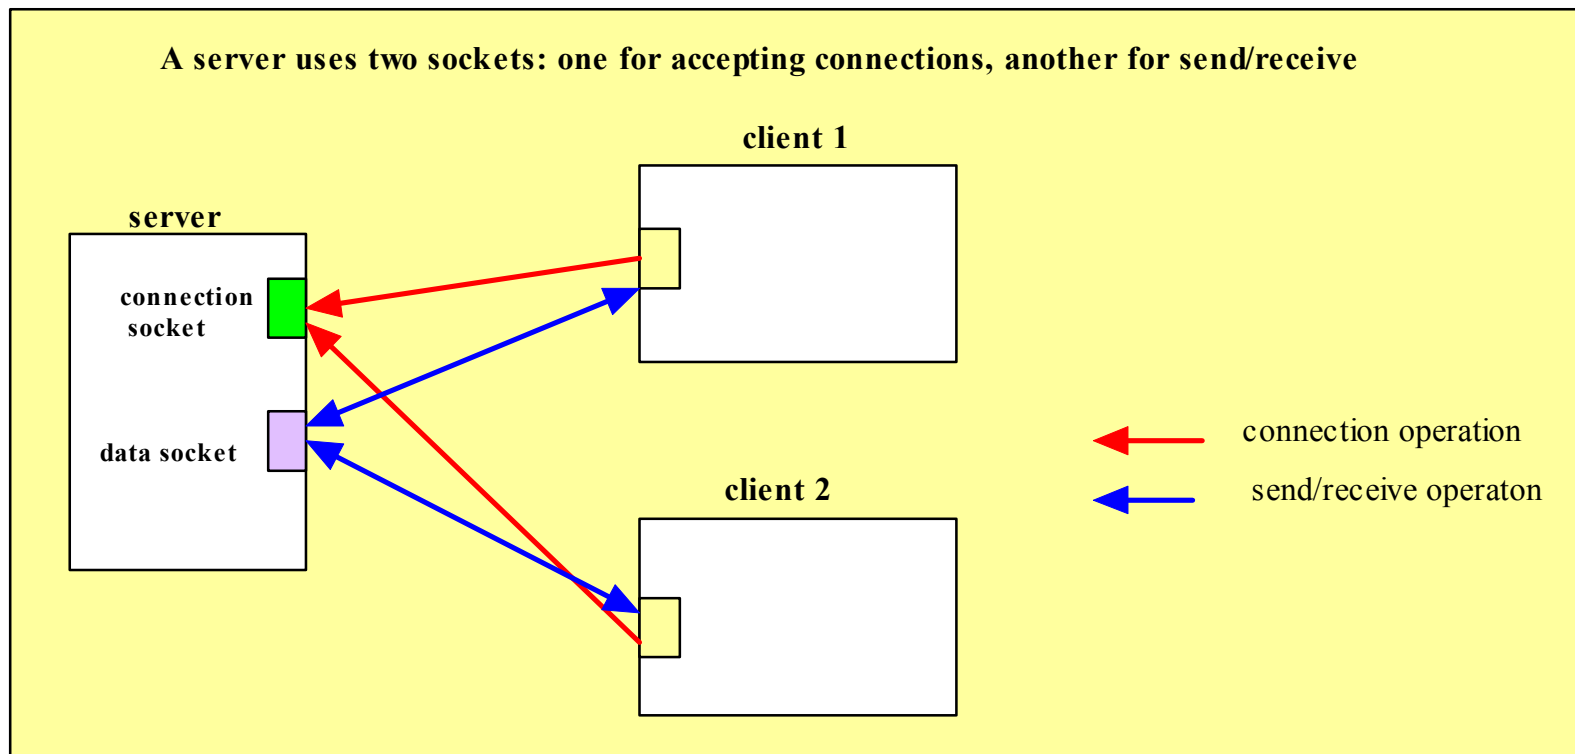 A server uses two sockets: one for accepting connections, another for send/receive
client 1
server
connection
socket
data socket
connection operation
client 2
send/receive operaton